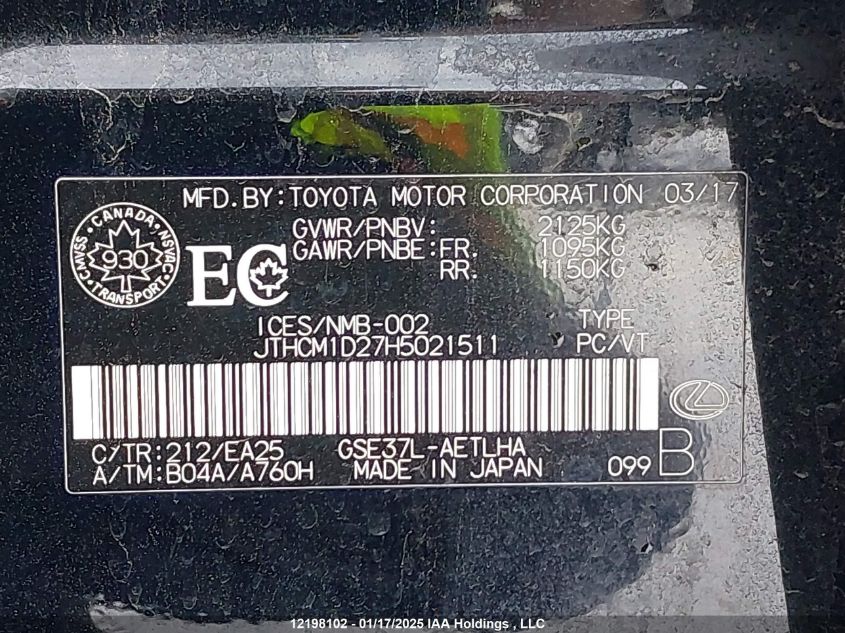 MFD.BY:TOYOTA MOTOR CORPORATION 03/17
GVWR/PNBV: 2125KG
GAWR/PNBE:FR. 1095KG
RR. 1150KG
CANADA
CMVSS NSVAC
930
TRANSPORT
EC
ICES/NMB-002 TYPE
JTHCM1D27H5021511 PC/VT
C/TR:212/EA25 GSE37L-AETLHA
A/TM:B04A/A760H MADE IN JAPAN 099 B
12198102 - 01/17/2025 IAA Holdings , LLC